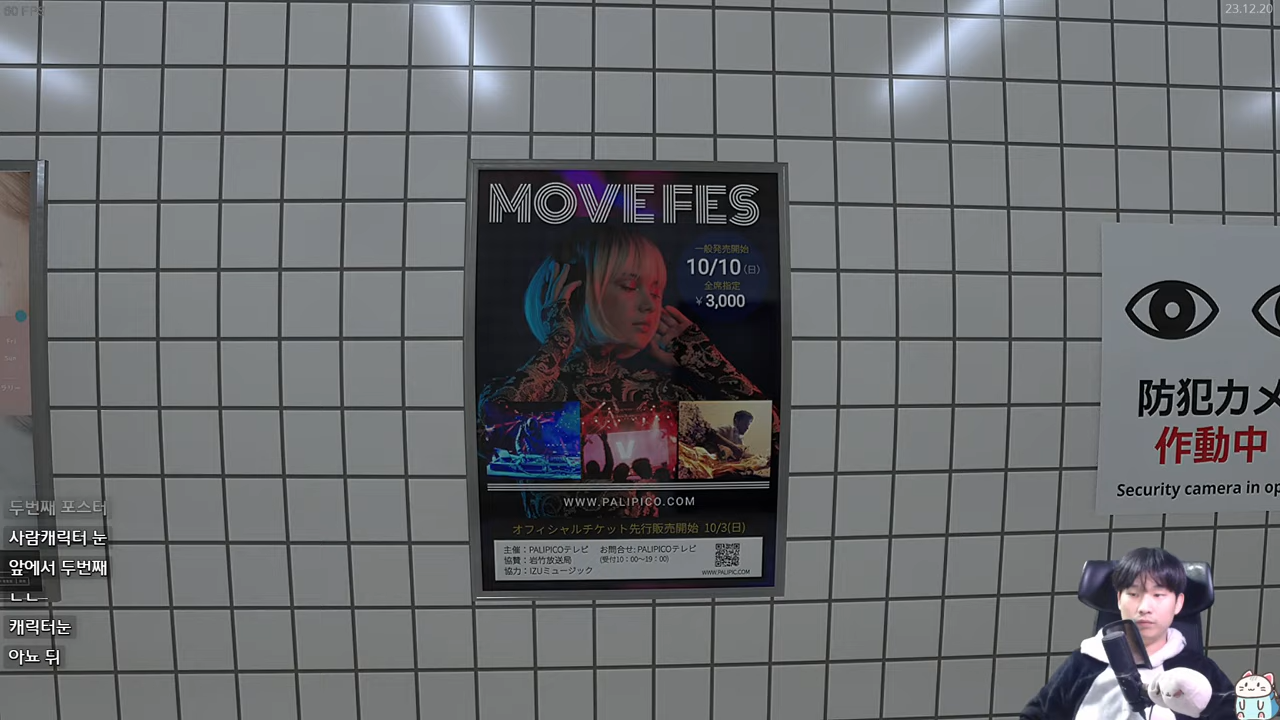 60 FPS
23.12.20
MOVE FES
一般発売開始
10/10(日)
全席指定
¥3,000
WWW.PALIPICO.COM
オフィシャルチケット先行販売開始 10/3(日)
主催:PALIPICOテレビ
協賛:岩竹放送局
協力:IZUミュージック
お問合せ: PALIPICOテレビ
(受付10:00〜19:00)
WWW.PALIPIC.COM
防犯カメ
作動中
Security camera in op
Fri
Sun
두번째 포스터
사람캐릭터 눈
앞에서 두번째
ㄴㄴ
캐릭터눈
아뇨 뒤